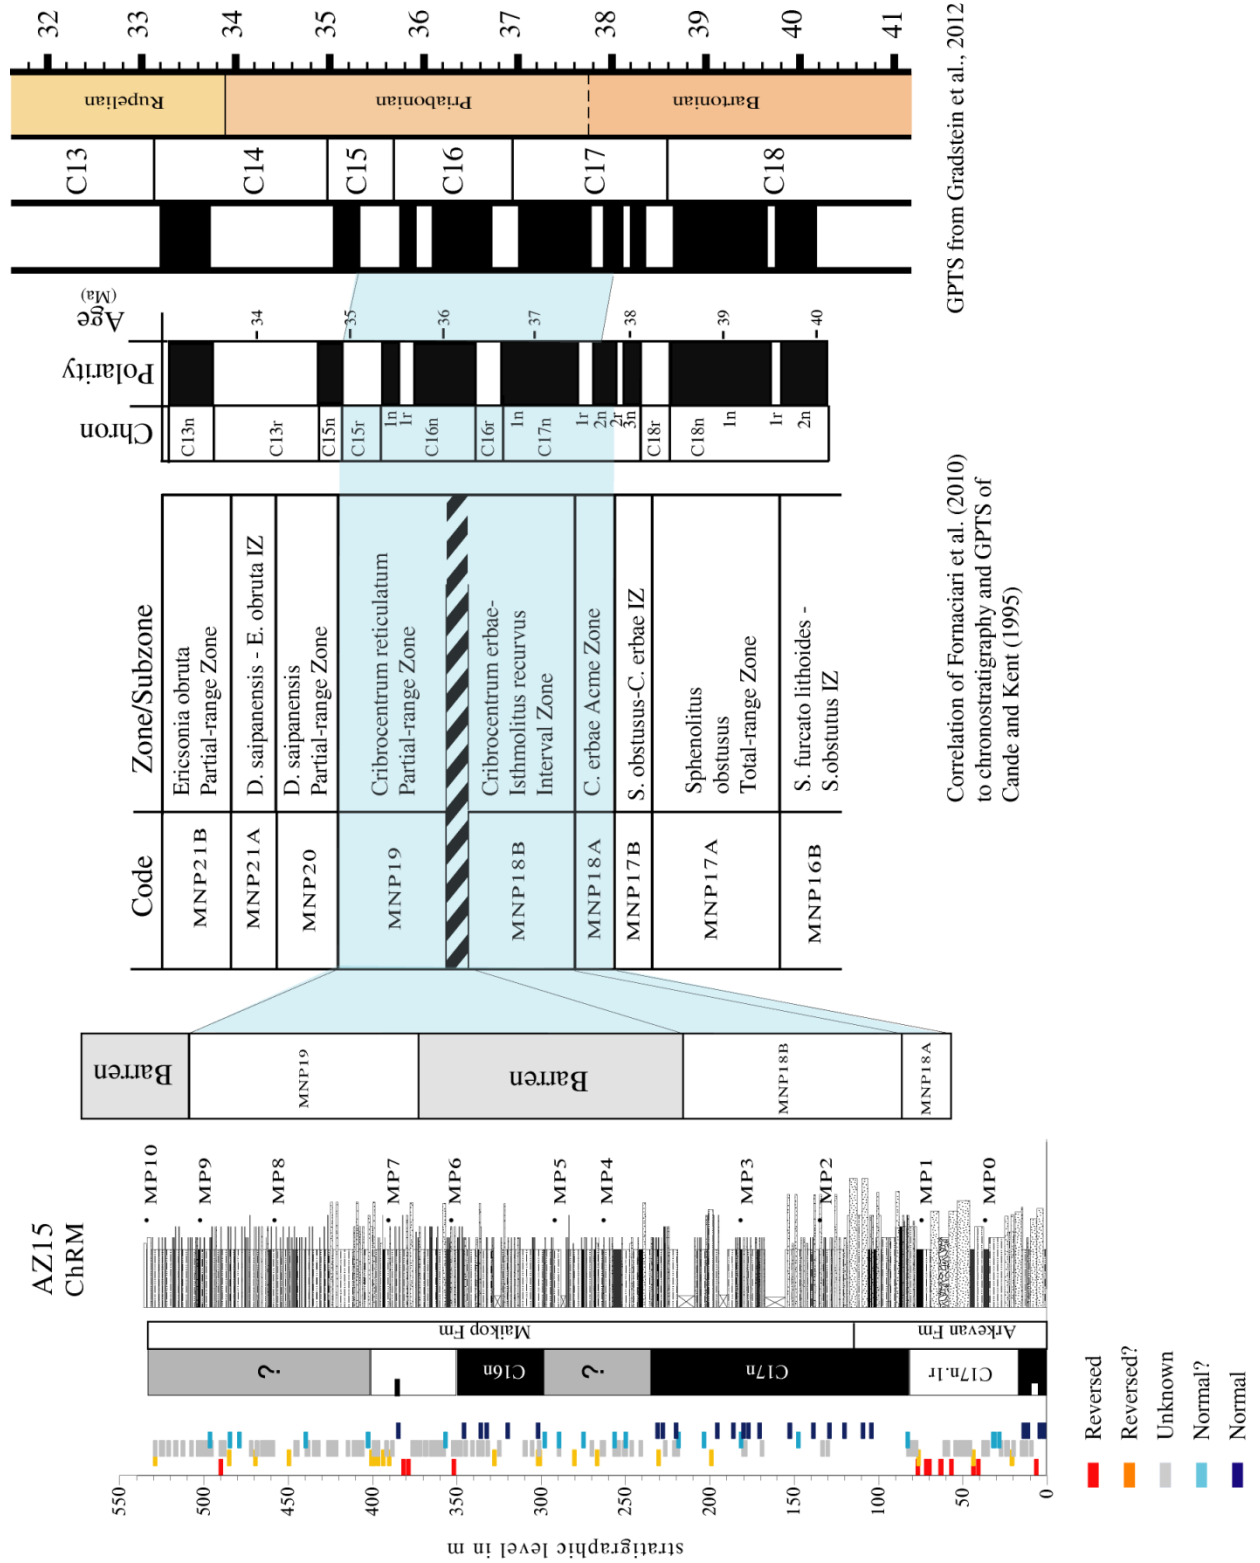 32
33
34
35
36
37
38
39
40
41
Rupelian
Priabonian
Bartonian
C13
C14
C15
C16
C17
C18
GPTS from Gradstein et al., 2012
Age
(Ma)
34
35
36
37
38
39
40
Polarity
Chron
C13n
C13r
C15n
C15r
1n
1r
C16n
C16r
1n
C17n
1r
2n
2r
3n
C18r
C18n
1n
1r
2n
Zone/Subzone
Ericsonia obruta
Partial-range Zone
D. saipanensis - E. obruta IZ
D. saipanensis
Partial-range Zone
Cribrocentrum reticulatum
Partial-range Zone
Cribrocentrum erbae-
Isthmolitus recurvus
Interval Zone
C. erbae Acme Zone
S. obstusus-C. erbae IZ
Sphenolitus
obstusus
Total-range Zone
S. furcato lithoides -
S.obstutus IZ
Code
MNP21B
MNP21A
MNP20
MNP19
MNP18B
MNP18A
MNP17B
MNP17A
MNP16B
Correlation of Fornaciari et al. (2010)
to chronostratigraphy and GPTS of
Cande and Kent (1995)
Barren
MNP19
Barren
MNP18B
MNP18A
AZ15
ChRM
MP10
MP9
MP8
MP7
MP6
MP5
MP4
MP3
MP2
MP1
MP0
Maikop Fm
Arkevan Fm
?
C16n
?
C17n
C17n.1r
550
500
450
400
350
300
250
200
150
100
50
0
stratigraphic level in m
Reversed
Reversed?
Unknown
Normal?
Normal